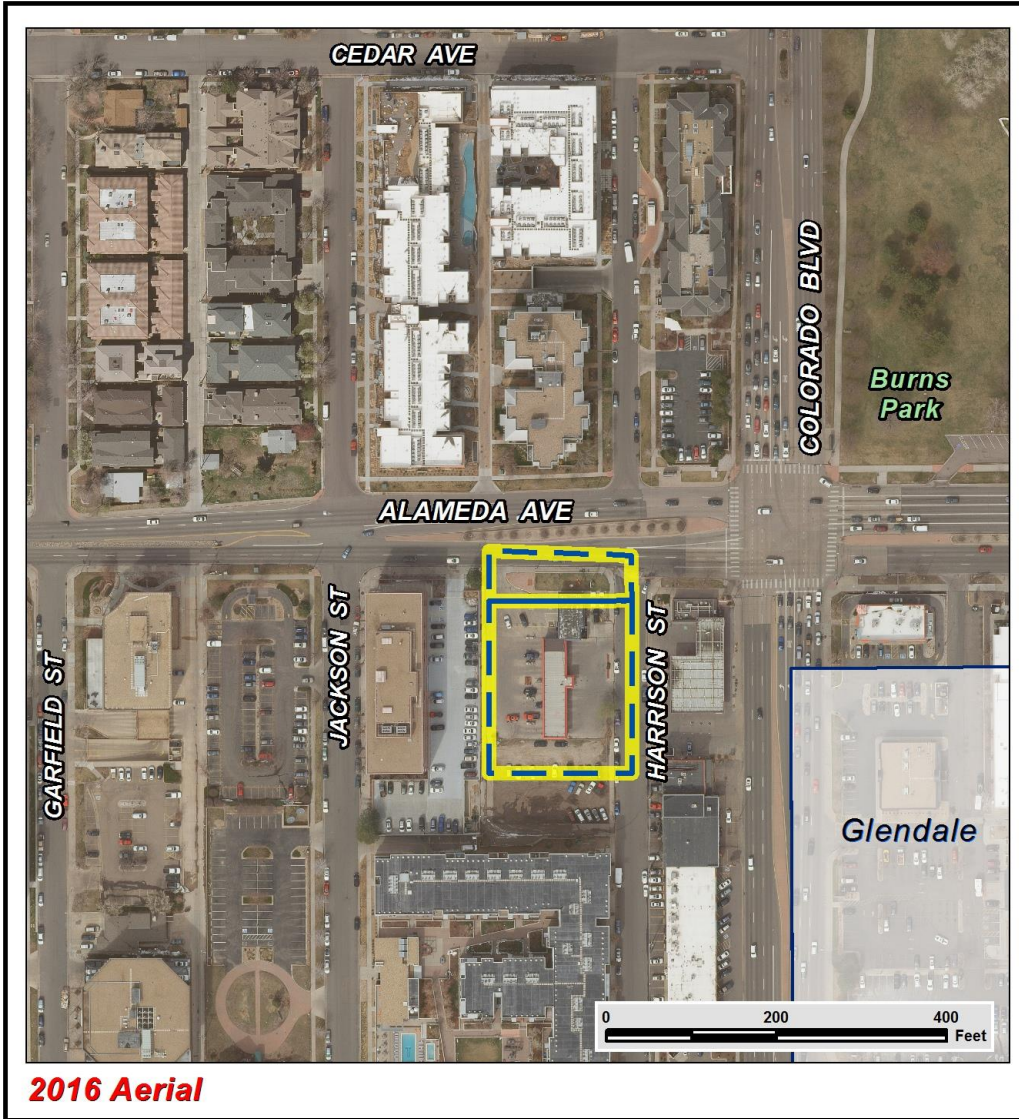 CEDAR AVE
COLORADO BLVD
Burns
Park
ALAMEDA AVE
GARFIELD ST
JACKSON ST
HARRISON ST
Glendale
0 200 400
Feet
2016 Aerial